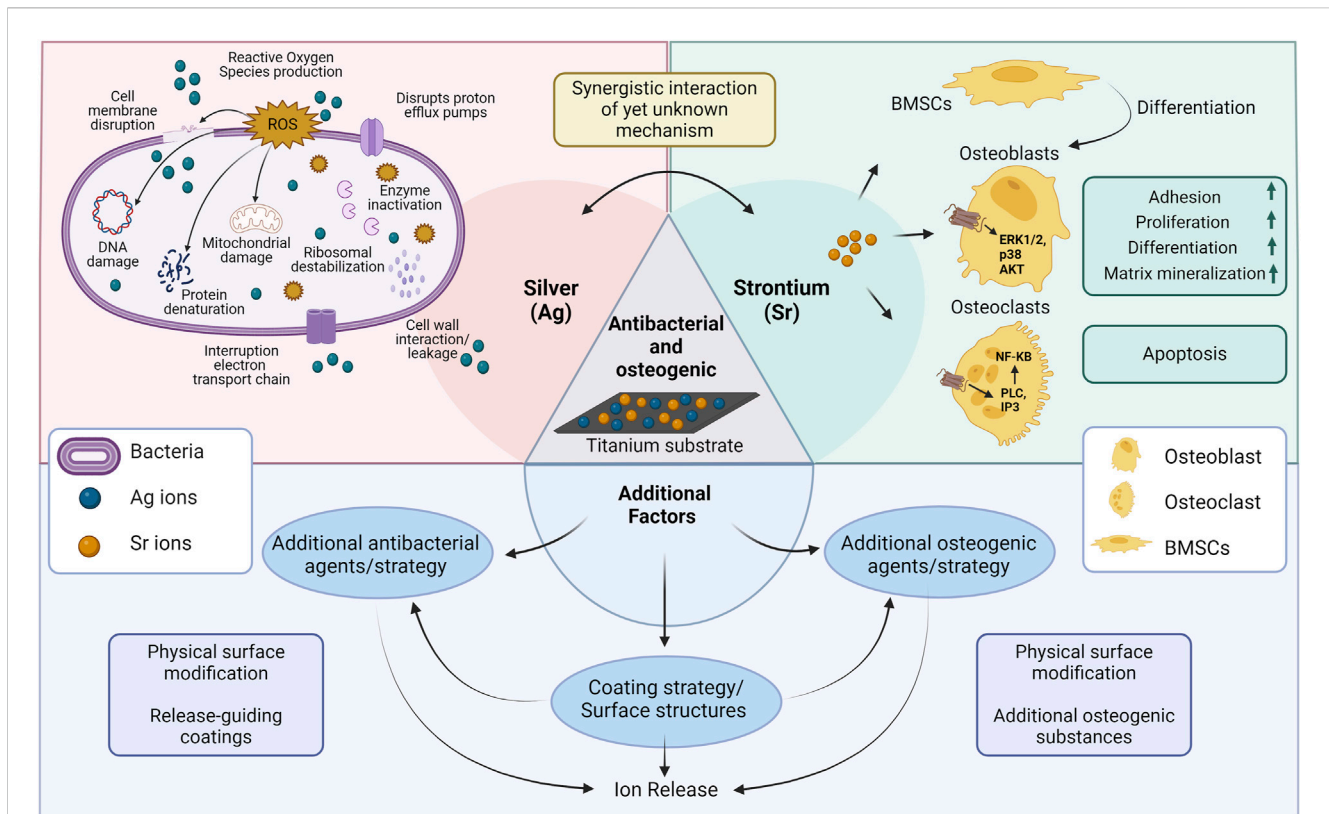 Reactive Oxygen
Species production
Cell
membrane
disruption
ROS
Disrupts proton
efflux pumps
Enzyme
inactivation
DNA
damage
Mitochondrial
damage
Ribosomal
destabilization
Protein
denaturation
Interruption
electron
transport chain
Cell wall
interaction/
leakage
Synergistic interaction
of yet unknown
mechanism
BMSCs
Differentiation
Osteoblasts
ERK1/2,
p38
AKT
Adhesion
Proliferation
Differentiation
Matrix mineralization
Osteoclasts
NF-KB
PLC,
IP3
Apoptosis
Silver
(Ag)
Strontium
(Sr)
Antibacterial
and
osteogenic
Titanium substrate
Bacteria
Ag ions
Sr ions
Osteoblast
Osteoclast
BMSCs
Additional
Factors
Additional antibacterial
agents/strategy
Additional osteogenic
agents/strategy
Physical surface
modification
Release-guiding
coatings
Coating strategy/
Surface structures
Physical surface
modification
Additional osteogenic
substances
Ion Release